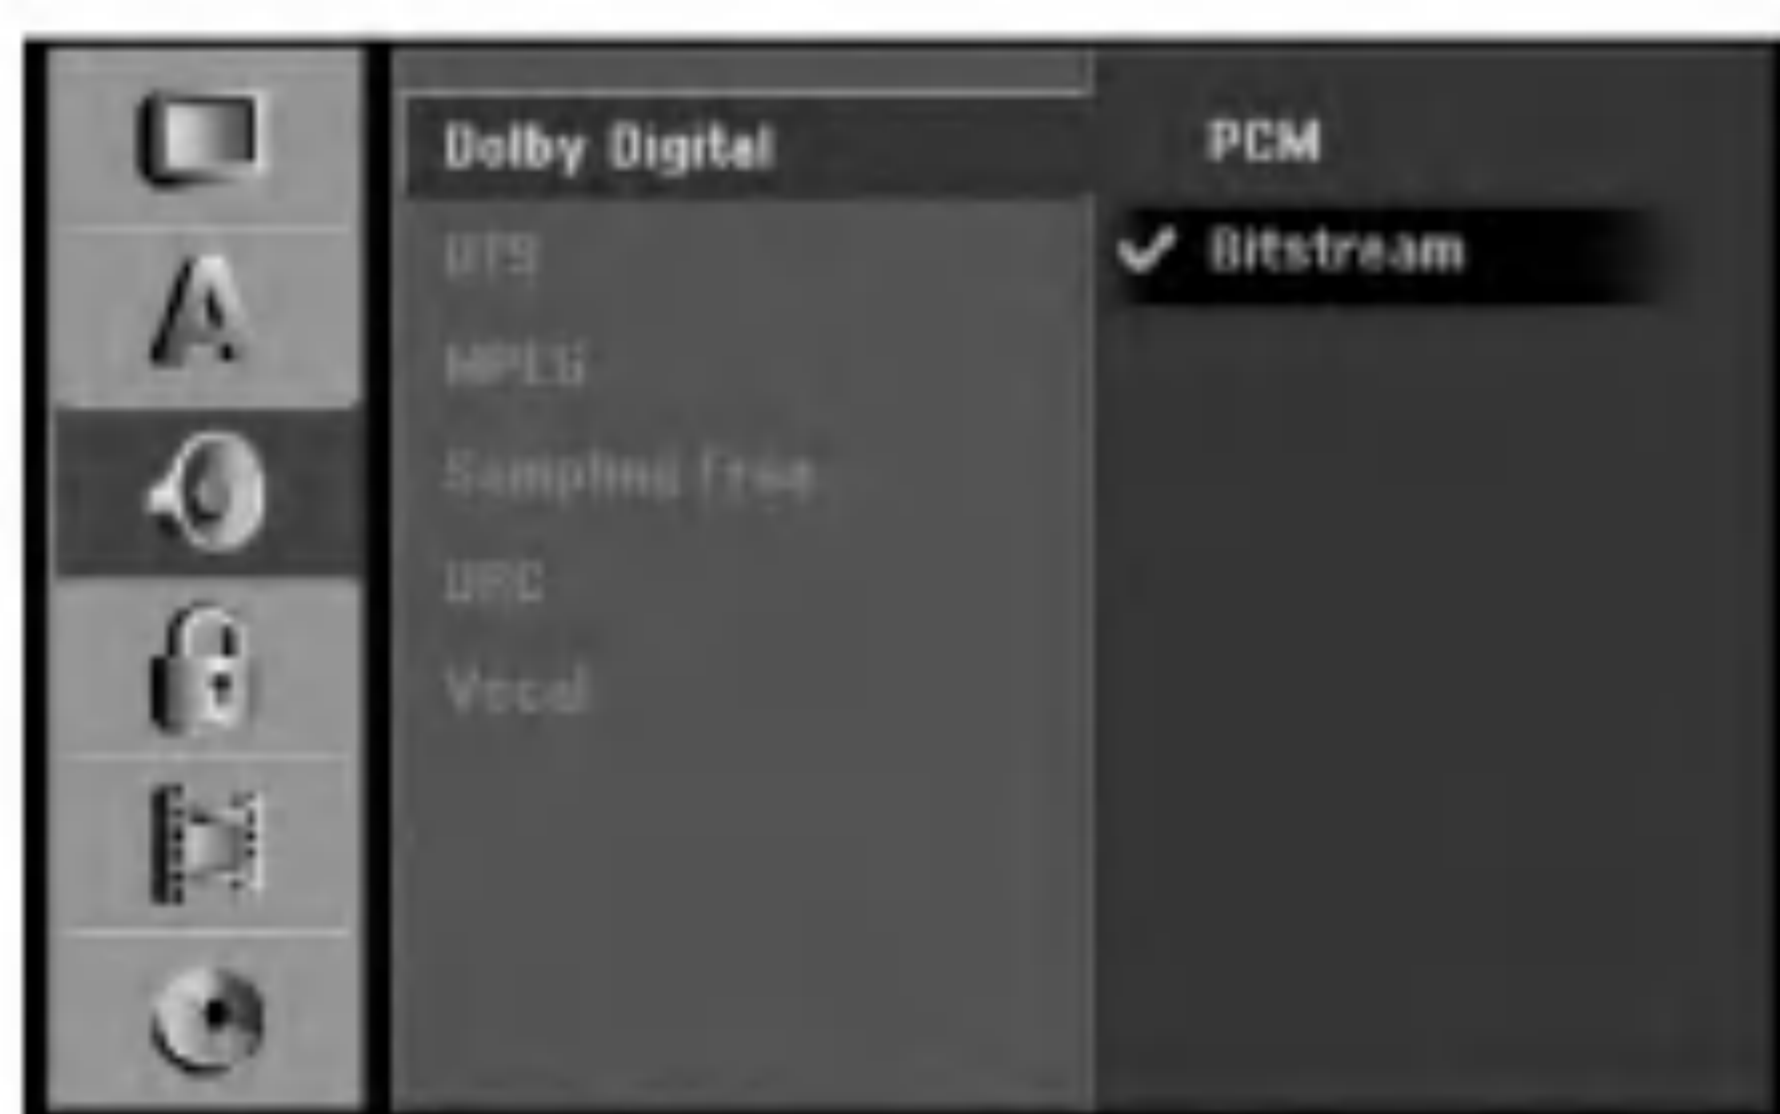 Dolby Digital
PCM
Bitstream
DTS
MPEG
Sampling Freq
DRC
Vocal